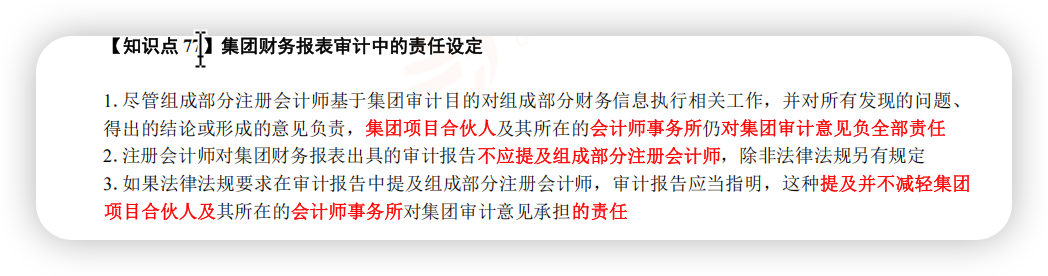 【知识点 77】集团财务报表审计中的责任设定
1. 尽管组成部分注册会计师基于集团审计目的对组成部分财务信息执行相关工作，并对所有发现的问题、
得出的结论或形成的意见负责，集团项目合伙人及其所在的会计师事务所仍对集团审计意见负全部责任
2. 注册会计师对集团财务报表出具的审计报告不应提及组成部分注册会计师，除非法律法规另有规定
3. 如果法律法规要求在审计报告中提及组成部分注册会计师，审计报告应当指明，这种提及并不减轻集团
项目合伙人及其所在的会计师事务所对集团审计意见承担的责任